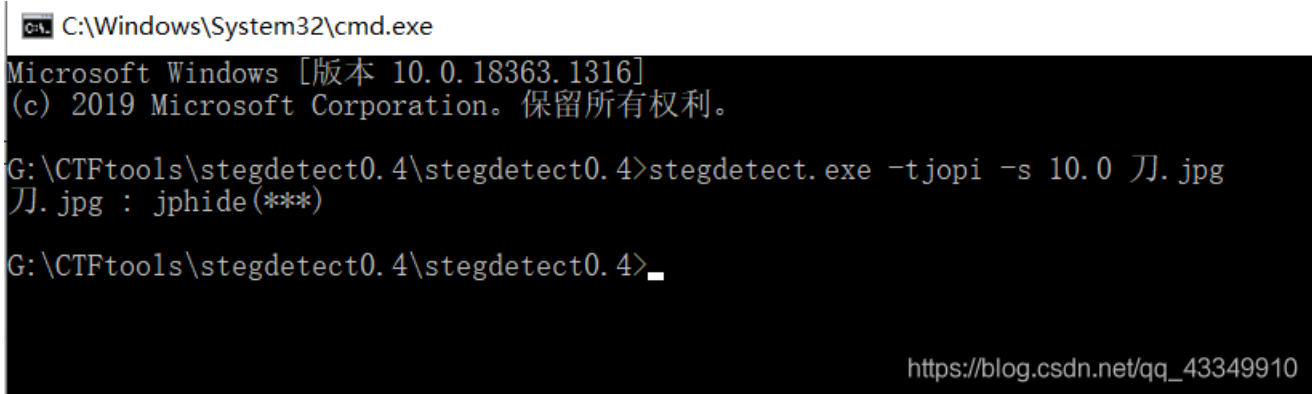 C:\Windows\System32\cmd.exe
Microsoft Windows [版本 10.0.18363.1316]
(c) 2019 Microsoft Corporation。保留所有权利。
G:\CTFtools\stegdetect0.4\stegdetect0.4>stegdetect.exe -tjopi -s 10.0 刀.jpg
刀.jpg : jphide(***)
G:\CTFtools\stegdetect0.4\stegdetect0.4>
https://blog.csdn.net/qq_43349910